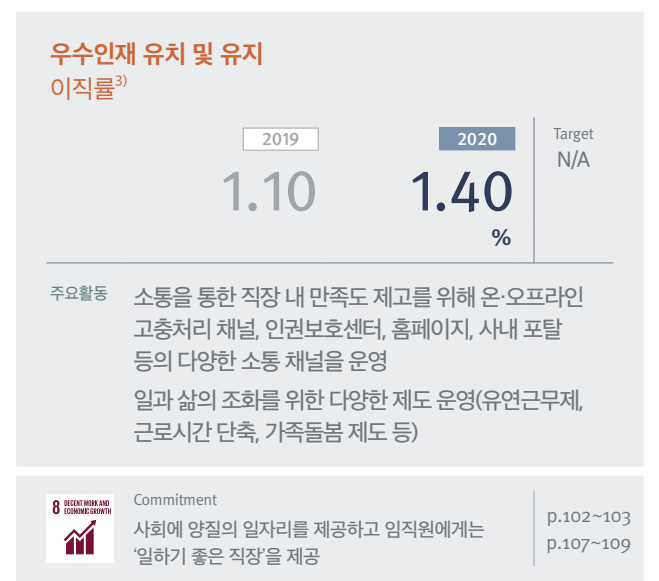 우수인재 유치 및 유지
이직률3)
2019
2020
Target
1.10
1.40
N/A
%
주요활동
소통을 통한 직장 내 만족도 제고를 위해 온·오프라인
고충처리 채널, 인권보호센터, 홈페이지, 사내 포탈
등의 다양한 소통 채널을 운영
일과 삶의 조화를 위한 다양한 제도 운영(유연근무제,
근로시간 단축, 가족돌봄 제도 등)
8 DECENT WORK AND
ECONOMIC GROWTH
Commitment
사회에 양질의 일자리를 제공하고 임직원에게는
‘일하기 좋은 직장’을 제공
p.102~103
p.107~109